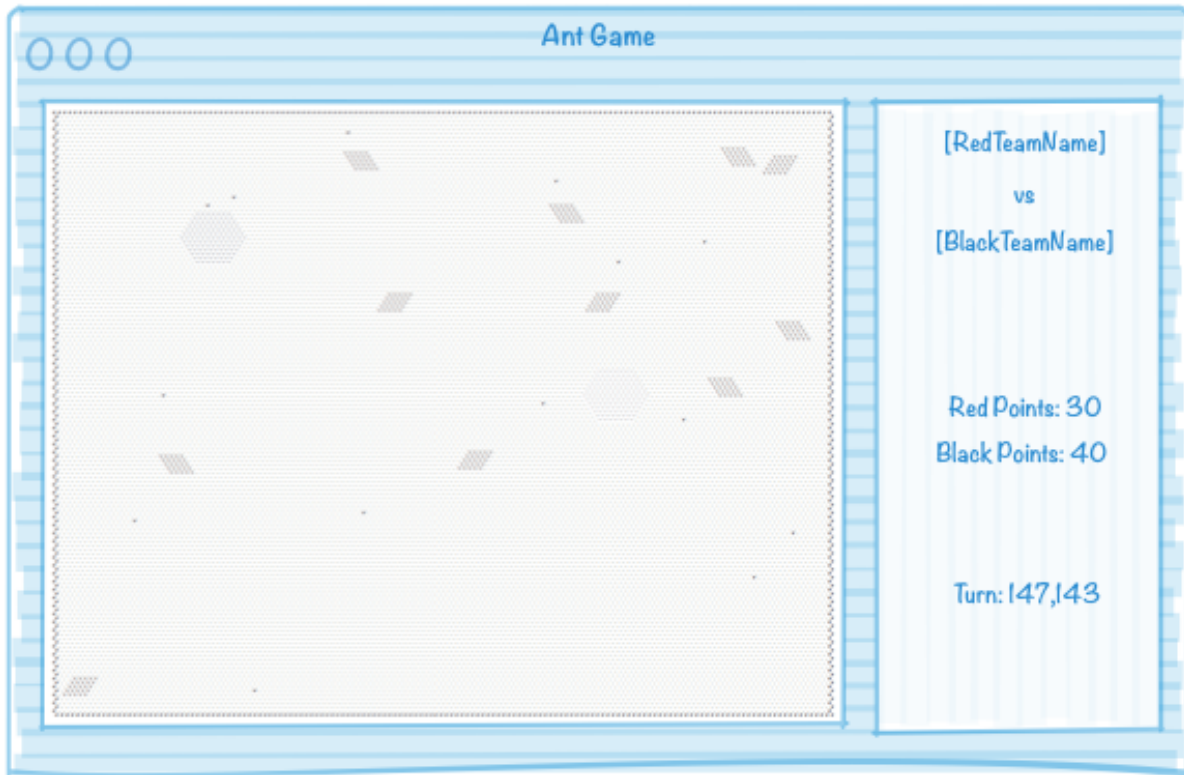 Ant Game
[RedTeamName]
vs
[BlackTeamName]
Red Points: 30
Black Points: 40
Turn: 147,143